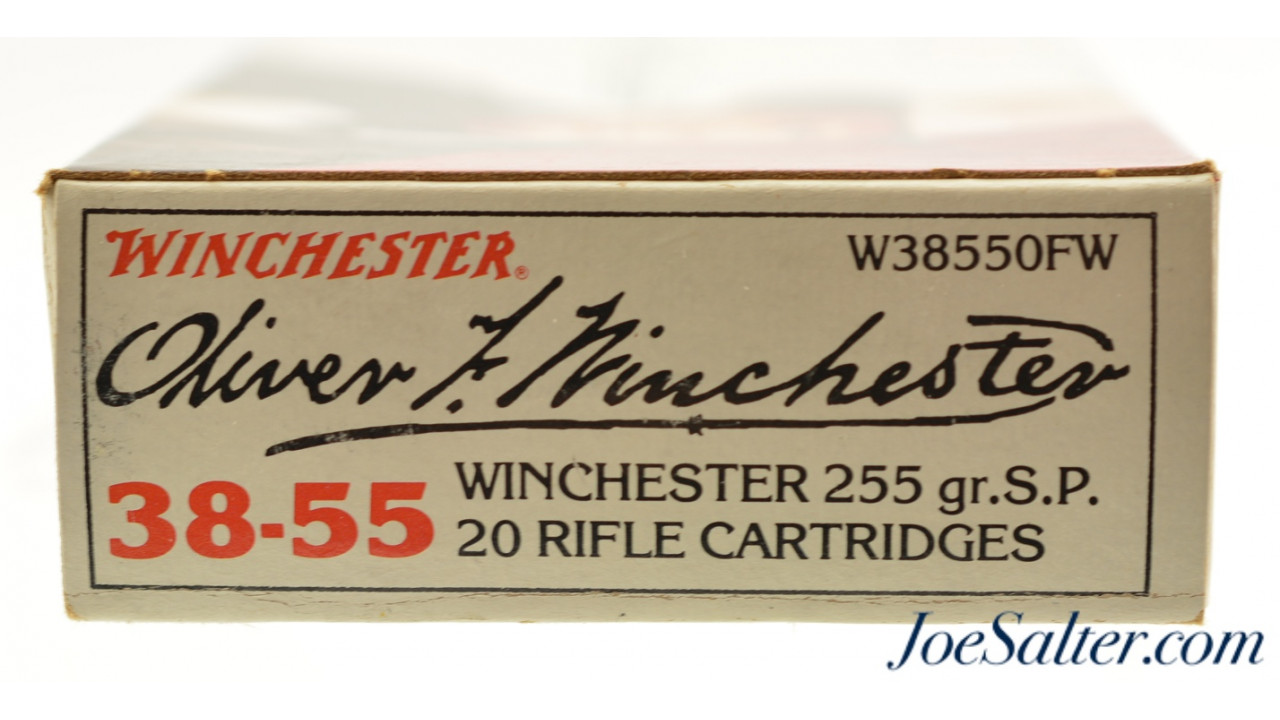 WINCHESTER®
W38550FW
Oliver F. Winchester
38-55
WINCHESTER 255 gr.S.P.
20 RIFLE CARTRIDGES
JoeSalter.com